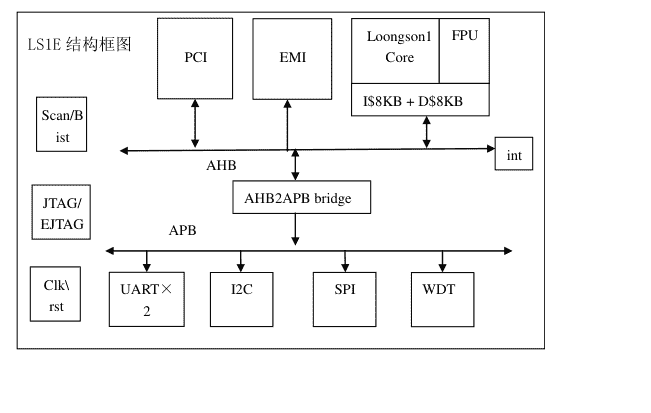 LS1E 结构框图
PCI
EMI
Loongson1
Core
FPU
I$8KB + D$8KB
Scan/B
ist
AHB
int
JTAG/
EJTAG
AHB2APB bridge
APB
Clk\
rst
UART×
2
I2C
SPI
WDT